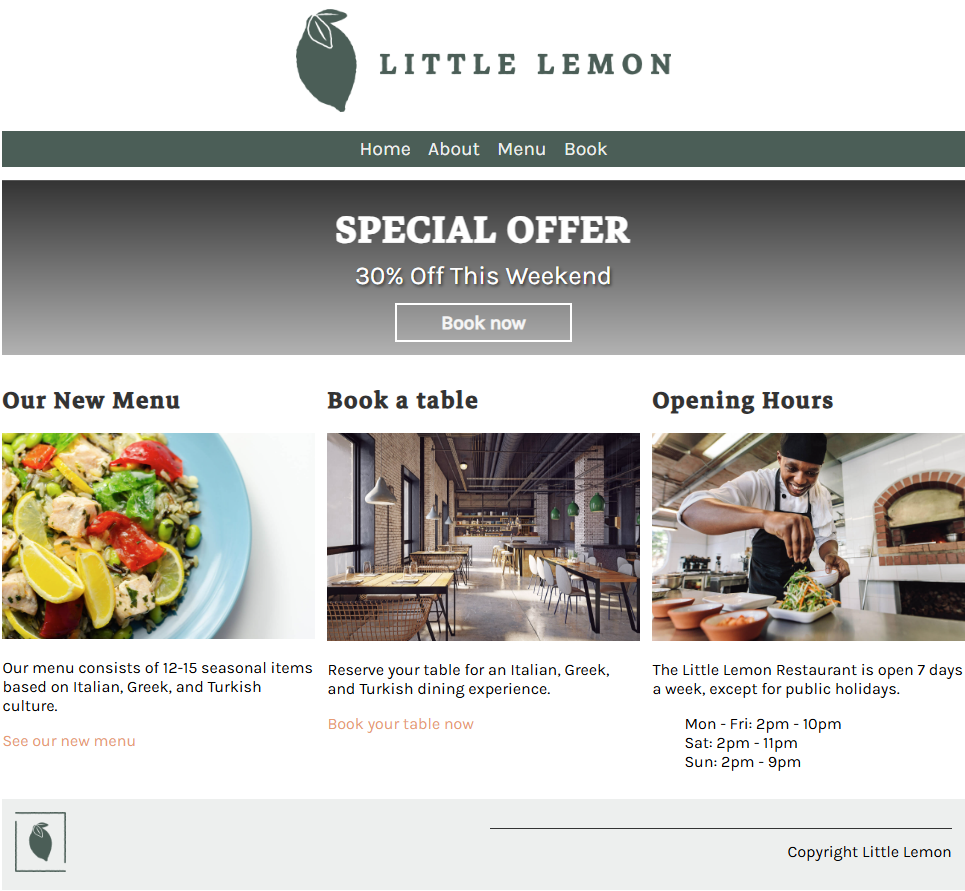 LITTLE LEMON
Home About Menu Book
SPECIAL OFFER
30% Off This Weekend
Book now
Our New Menu
Our menu consists of 12-15 seasonal items
based on Italian, Greek, and Turkish
culture.
See our new menu
Book a table
Reserve your table for an Italian, Greek,
and Turkish dining experience.
Book your table now
Opening Hours
The Little Lemon Restaurant is open 7 days
a week, except for public holidays.
Mon - Fri: 2pm - 10pm
Sat: 2pm - 11pm
Sun: 2pm - 9pm
Copyright Little Lemon